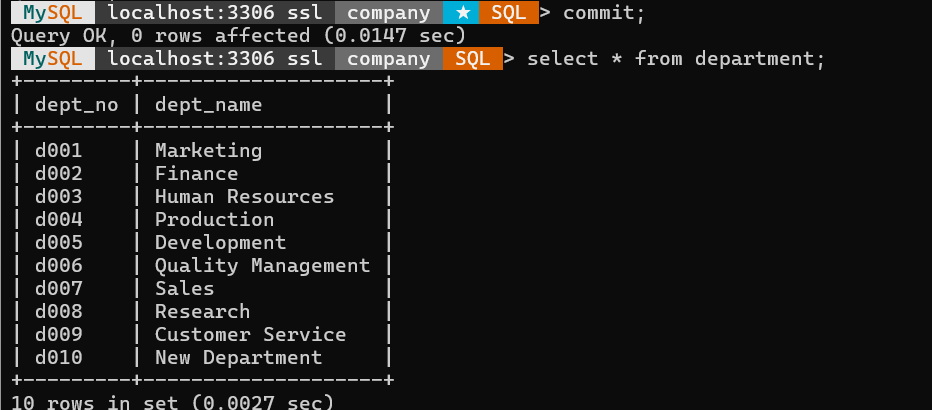 MySQL localhost:3306 ssl company ★ SQL > commit;
Query OK, 0 rows affected (0.0147 sec)
MySQL localhost:3306 ssl company SQL > select * from department;
+---------+--------------------+
| dept_no | dept_name          |
+---------+--------------------+
| d001    | Marketing          |
| d002    | Finance            |
| d003    | Human Resources    |
| d004    | Production         |
| d005    | Development        |
| d006    | Quality Management |
| d007    | Sales              |
| d008    | Research           |
| d009    | Customer Service   |
| d010    | New Department     |
+---------+--------------------+
10 rows in set (0.0027 sec)